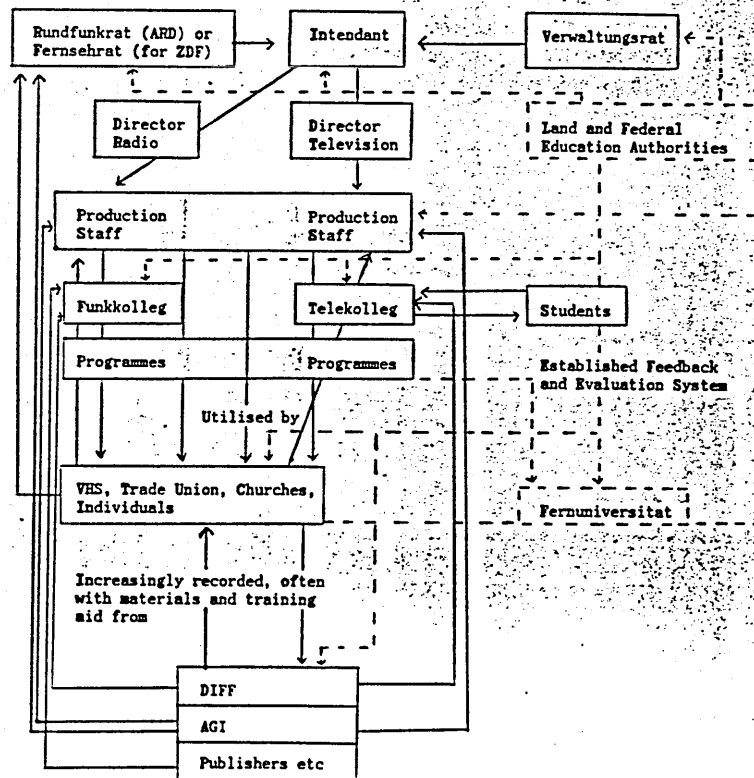 Rundfunkrat (ARD) or
Fernsehrat (for ZDF)
Intendant
Verwaltungsrat
Director
Radio
Director
Television
Land and Federal
Education Authorities
Production
Staff
Production
Staff
Funkkolleg
Telekolleg
Students
Programmes
Programmes
Established Feedback
and Evaluation System
Utilised by
VHS, Trade Union, Churches,
Individuals
Fernuniversitat
Increasingly recorded, often
with materials and training
aid from
DIFF
AGI
Publishers etc